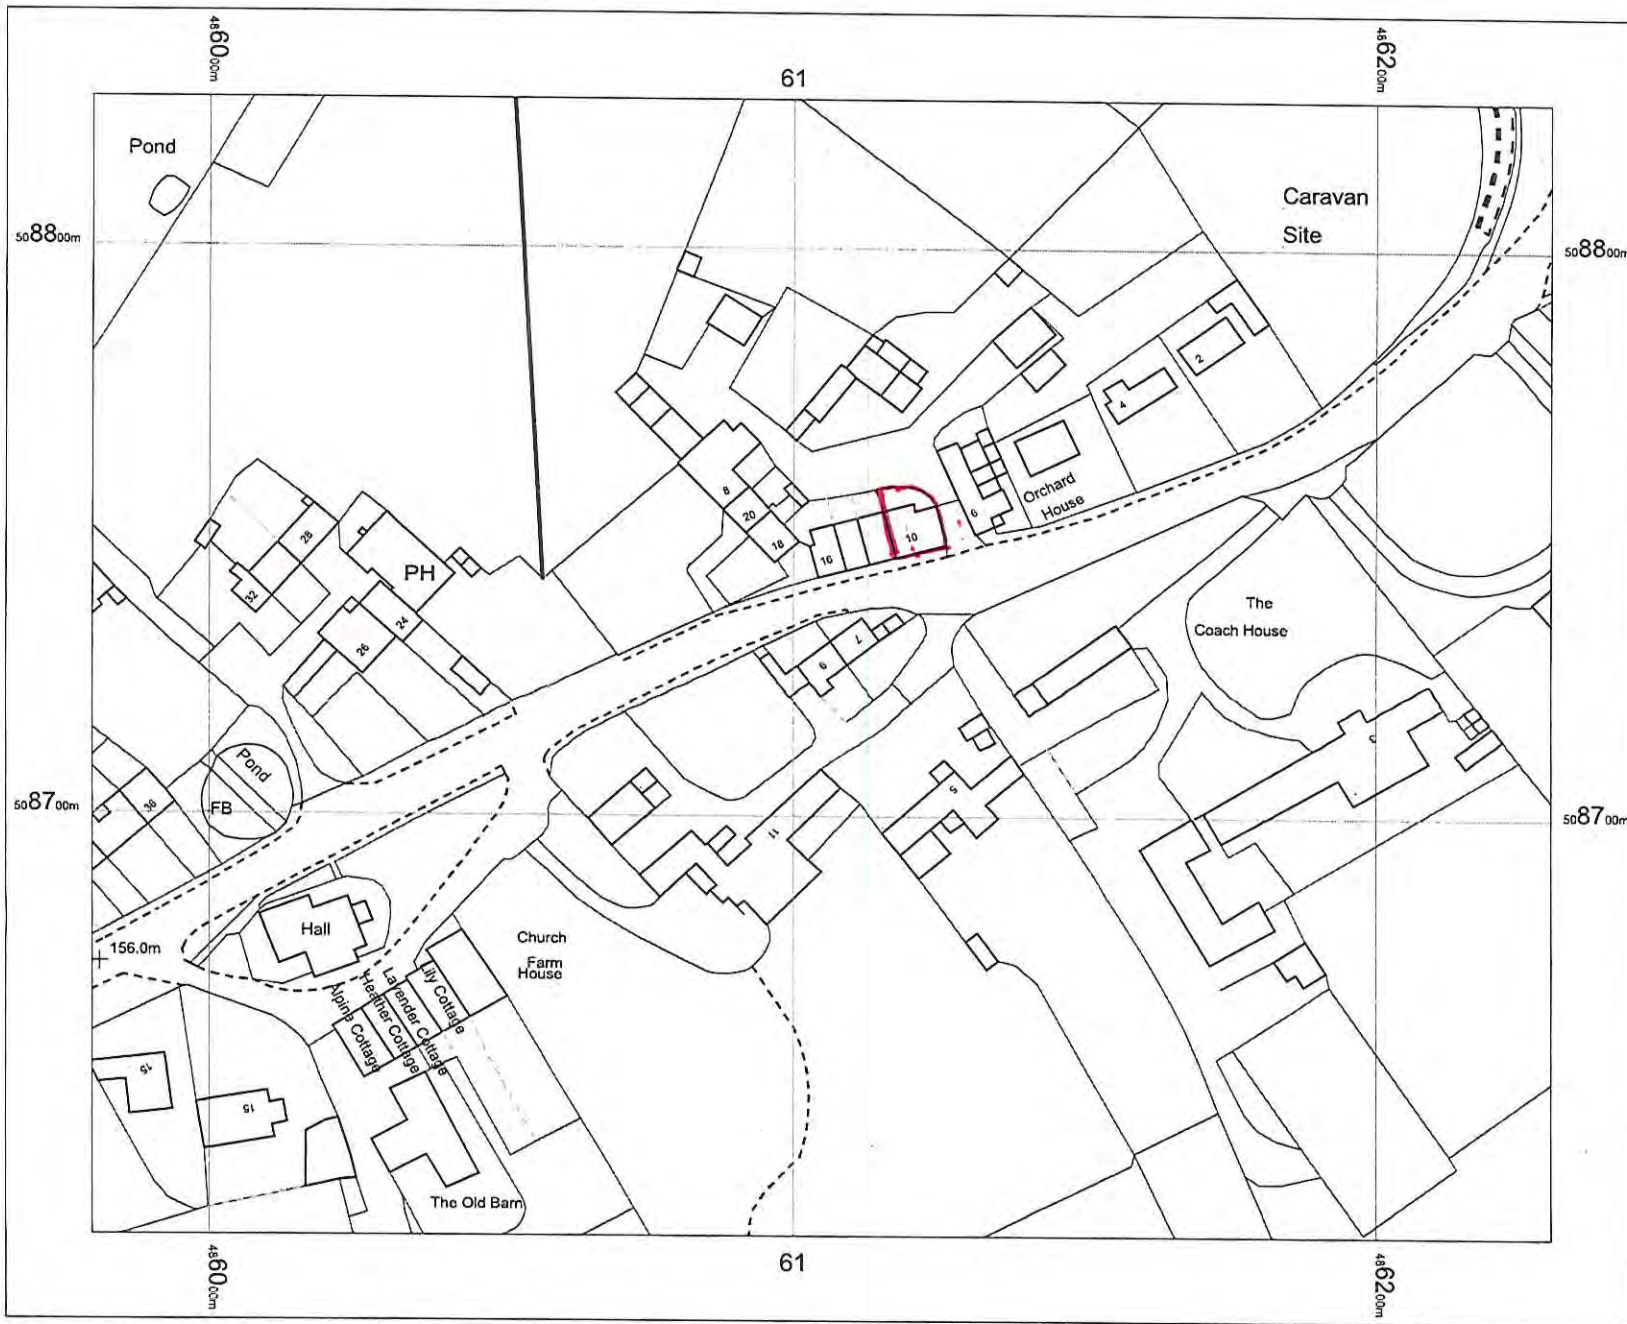 4860 00m
61
4862 00m
Pond
Caravan
Site
5088 00m
5088 00m
2
4
Orchard
House
6
8
20
18
16
10
28
32
PH
24
26
The
Coach House
7
9
Pond
FB
36
5087 00m
5087 00m
3
5
11
Hall
156.0m
Church
Farm
House
Lily Cottage
Lavender Cottage
Heather Cottage
Alpine Cottage
15
15
The Old Barn
4860 00m
61
4862 00m